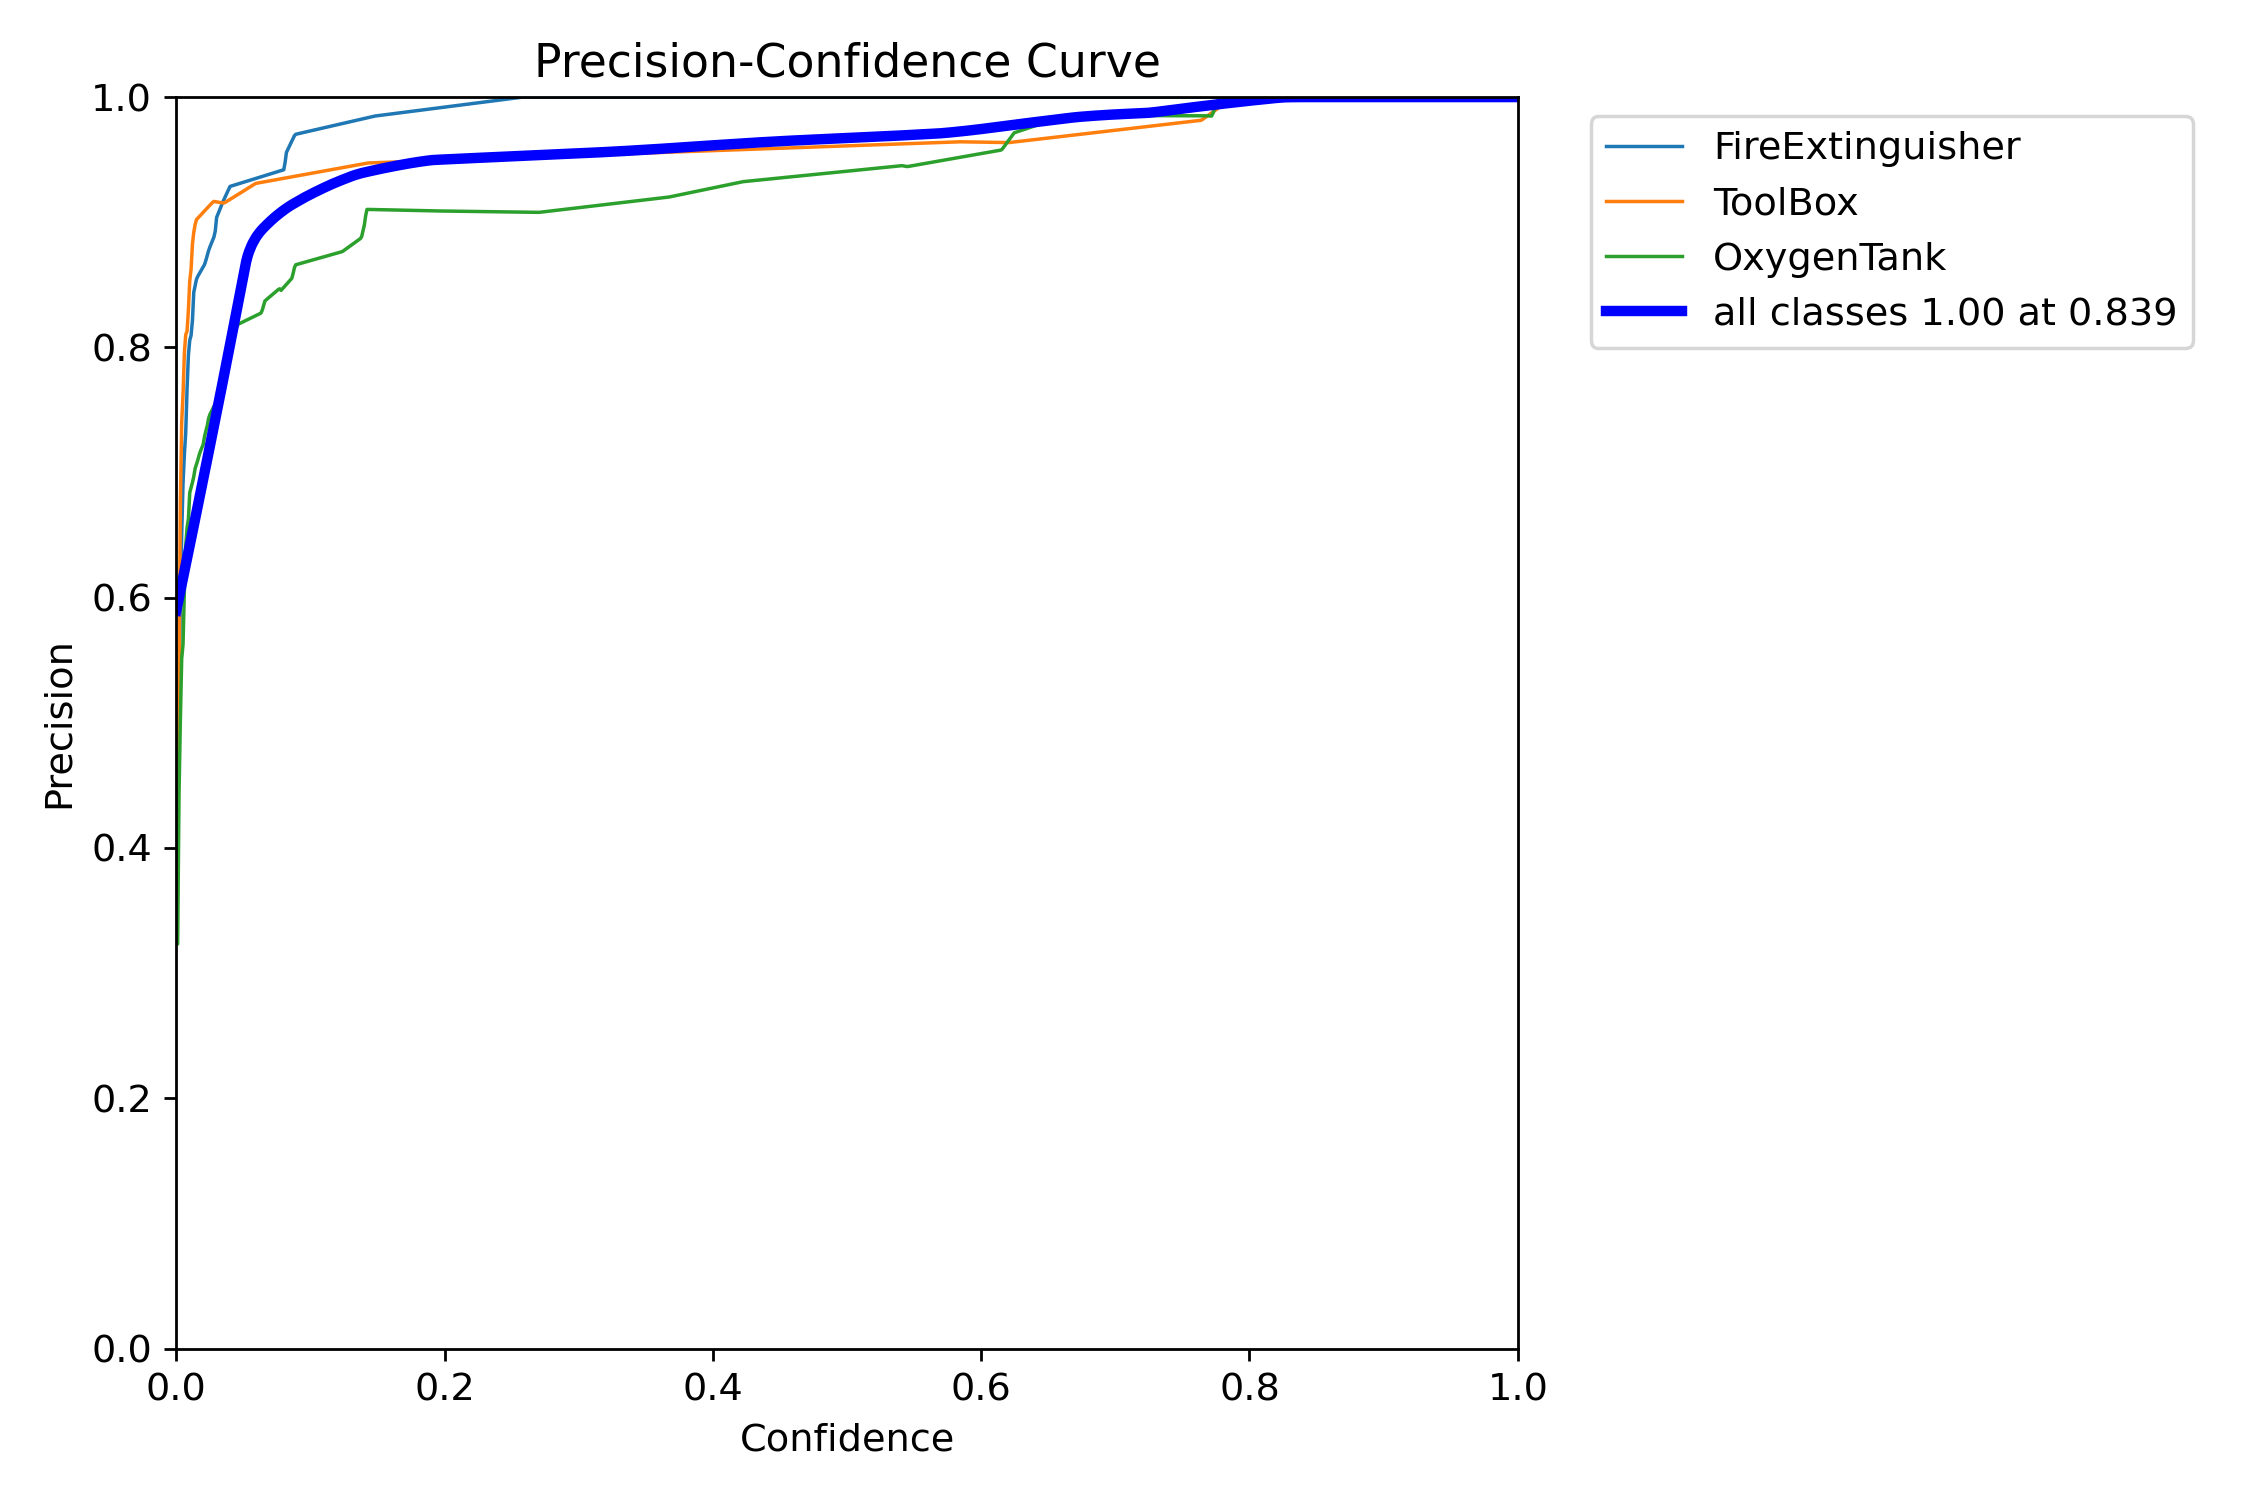 Precision-Confidence Curve
1.0
0.8
0.6
0.4
0.2
0.0
Precision
0.0 0.2 0.4 0.6 0.8 1.0
Confidence
FireExtinguisher
ToolBox
OxygenTank
all classes 1.00 at 0.839